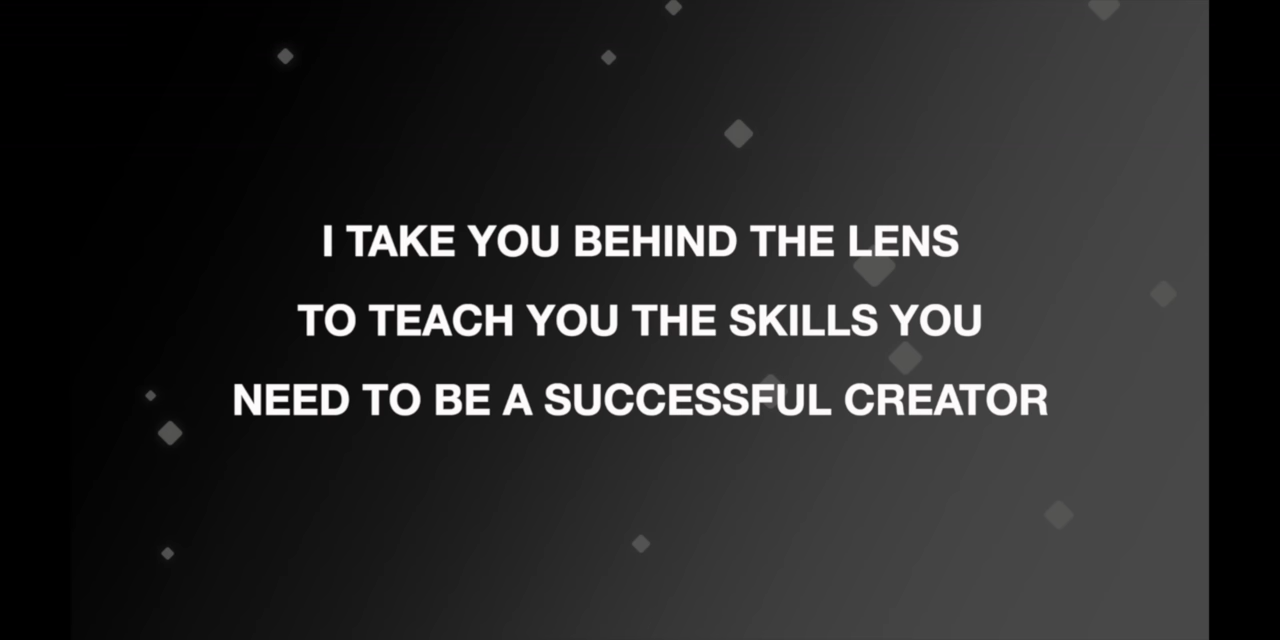 I TAKE YOU BEHIND THE LENS
TO TEACH YOU THE SKILLS YOU
NEED TO BE A SUCCESSFUL CREATOR